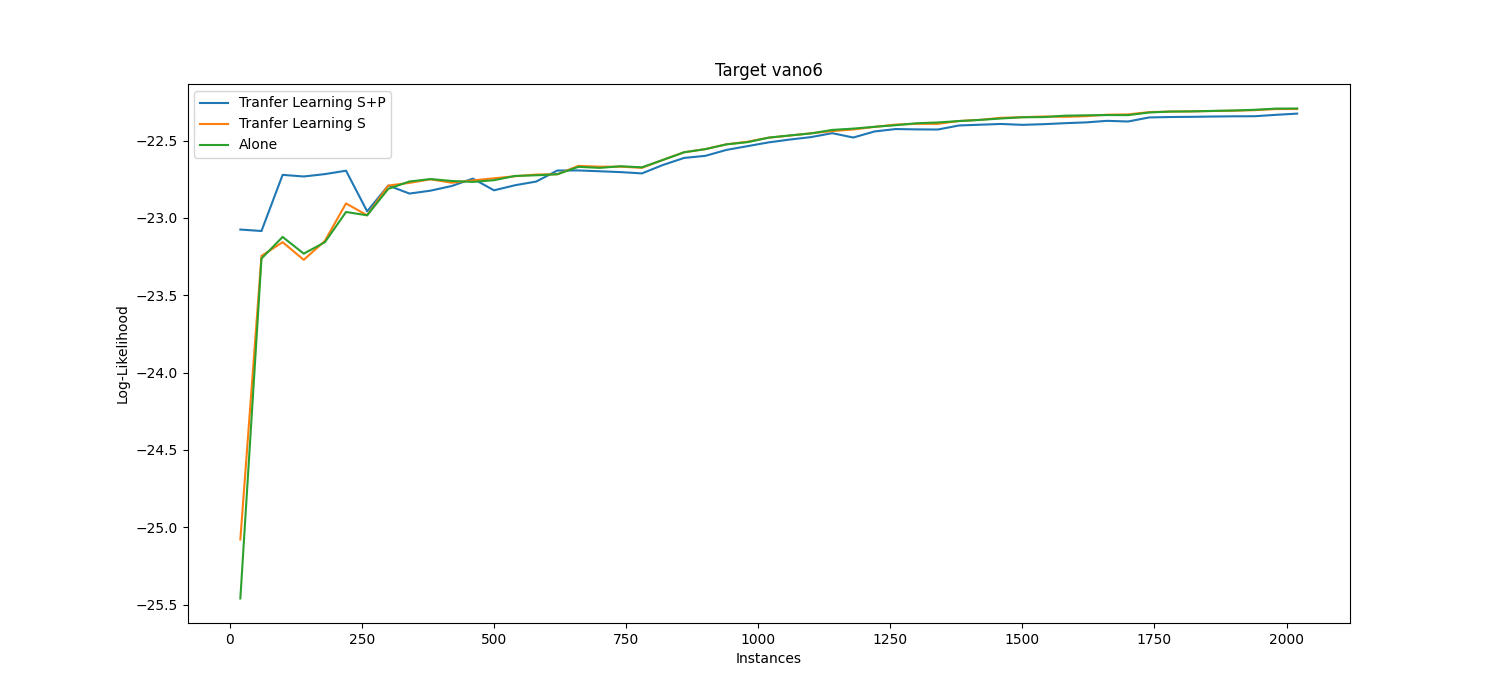 Target vano6
Tranfer Learning S+P
Tranfer Learning S
Alone
Log-Likelihood
−22.5
−23.0
−23.5
−24.0
−24.5
−25.0
−25.5
0 250 500 750 1000 1250 1500 1750 2000
Instances